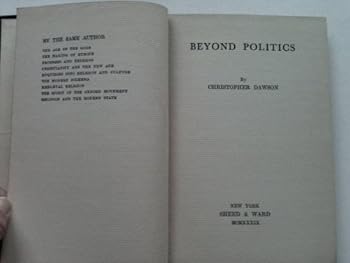 BY THE SAME AUTHOR
THE AGE OF THE GODS
THE MAKING OF EUROPE
PROGRESS AND RELIGION
CHRISTIANITY AND THE NEW AGE
ENQUIRIES INTO RELIGION AND CULTURE
THE MODERN DILEMMA
MEDIEVAL RELIGION
THE SPIRIT OF THE OXFORD MOVEMENT
RELIGION AND THE MODERN STATE
BEYOND POLITICS
By
CHRISTOPHER DAWSON
NEW YORK
SHEED & WARD
MCMXXXIX